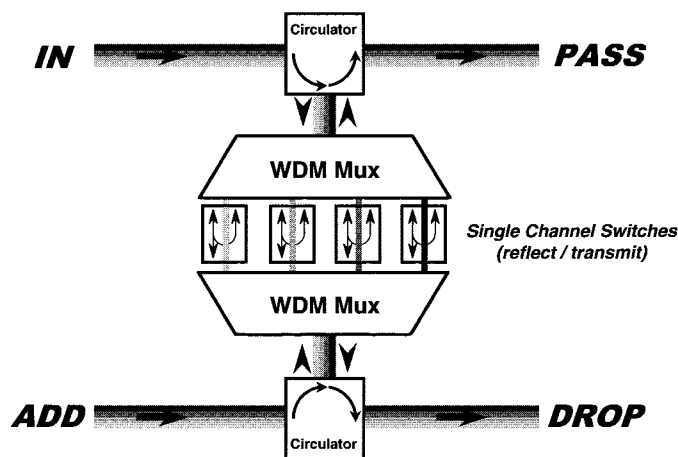 Circulator
IN
PASS
WDM Mux
Single Channel Switches
(reflect / transmit)
WDM Mux
ADD
DROP
Circulator